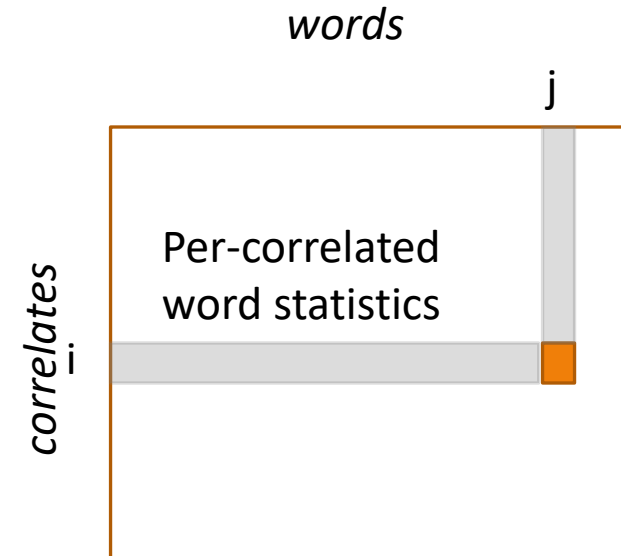 words
j
Per-correlated
word statistics
correlates
i